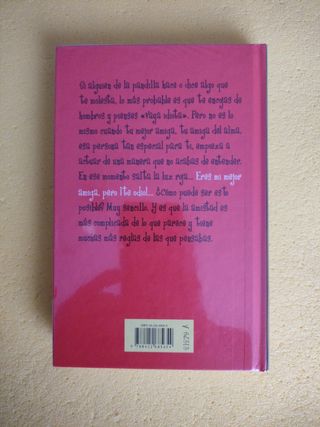 Si alguien de la pandilla hace o dice algo que
te molesta, lo más probable es que te encojas de
hombros y pienses «vaya idiota». Pero no es lo
mismo cuando tu mejor amiga, tu amiga del alma,
esa persona tan especial para ti, empieza a
actuar de una manera que no acabas de entender.
En ese momento salta la luz roja... Eres mi mejor
amiga, pero ¡te odio!... ¿Cómo puede ser esto
posible? Muy sencillo. Y es que la amistad es
más complicada de lo que parece y tiene
muchas más reglas de las que pensabas.